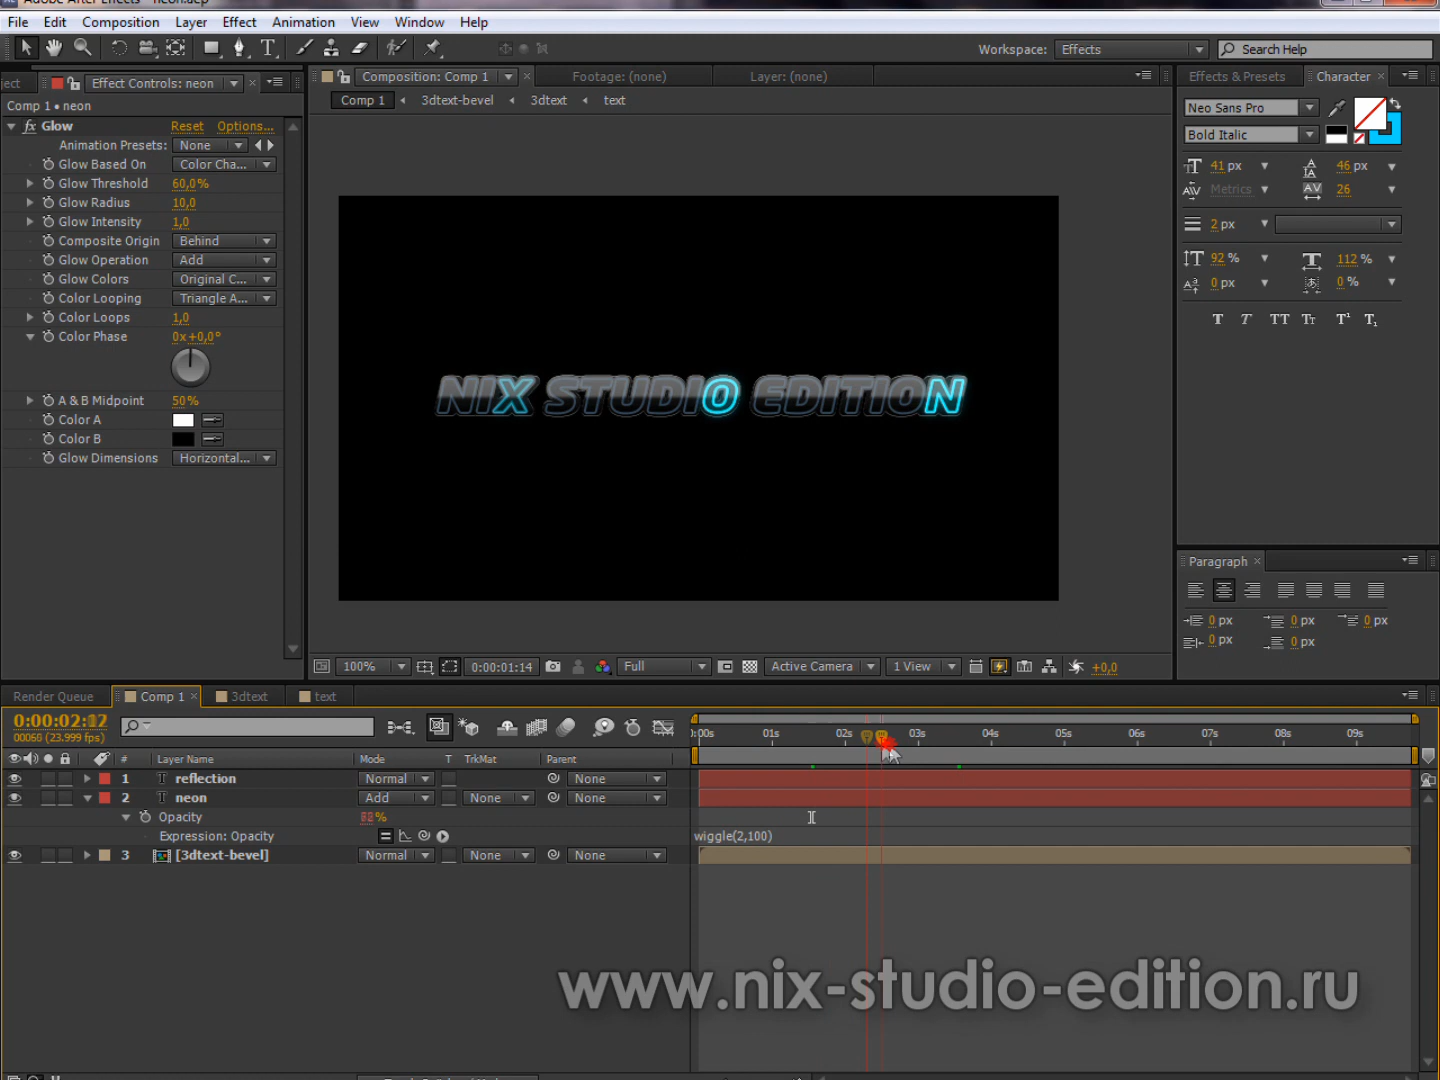 Adobe After Effects - neon.aep
File Edit Composition Layer Effect Animation View Window Help
Workspace: Effects Search Help
ject Effect Controls: neon Composition: Comp 1 Footage: (none) Layer: (none) Effects & Presets Character
Comp 1 • neon
Comp 1 3dtext-bevel 3dtext text
fx Glow Reset Options...
Animation Presets: None
Glow Based On Color Cha...
Glow Threshold 60,0%
Glow Radius 10,0
Glow Intensity 1,0
Composite Origin Behind
Glow Operation Add
Glow Colors Original C...
Color Looping Triangle A...
Color Loops 1,0
Color Phase 0x+0,0°
A & B Midpoint 50%
Color A
Color B
Glow Dimensions Horizontal...
NIX STUDIO EDITION
Neo Sans Pro
Bold Italic
41 px 46 px
Metrics 26
2 px
92 % 112 %
0 px 0 %
T T TT Tt T¹ T₁
Paragraph
0 px 0 px 0 px
0 px 0 px
100% 0:00:01:14 Full Active Camera 1 View +0,0
Render Queue Comp 1 3dtext text
00060 (23.999 fps)
:00s 01s 02s 03s 04s 05s 06s 07s 08s 09s
# Layer Name Mode T TrkMat Parent
1 T reflection Normal None
2 T neon Add None None
Opacity %
Expression: Opacity wiggle(2,100)
3 [3dtext-bevel] Normal None None
www.nix-studio-edition.ru